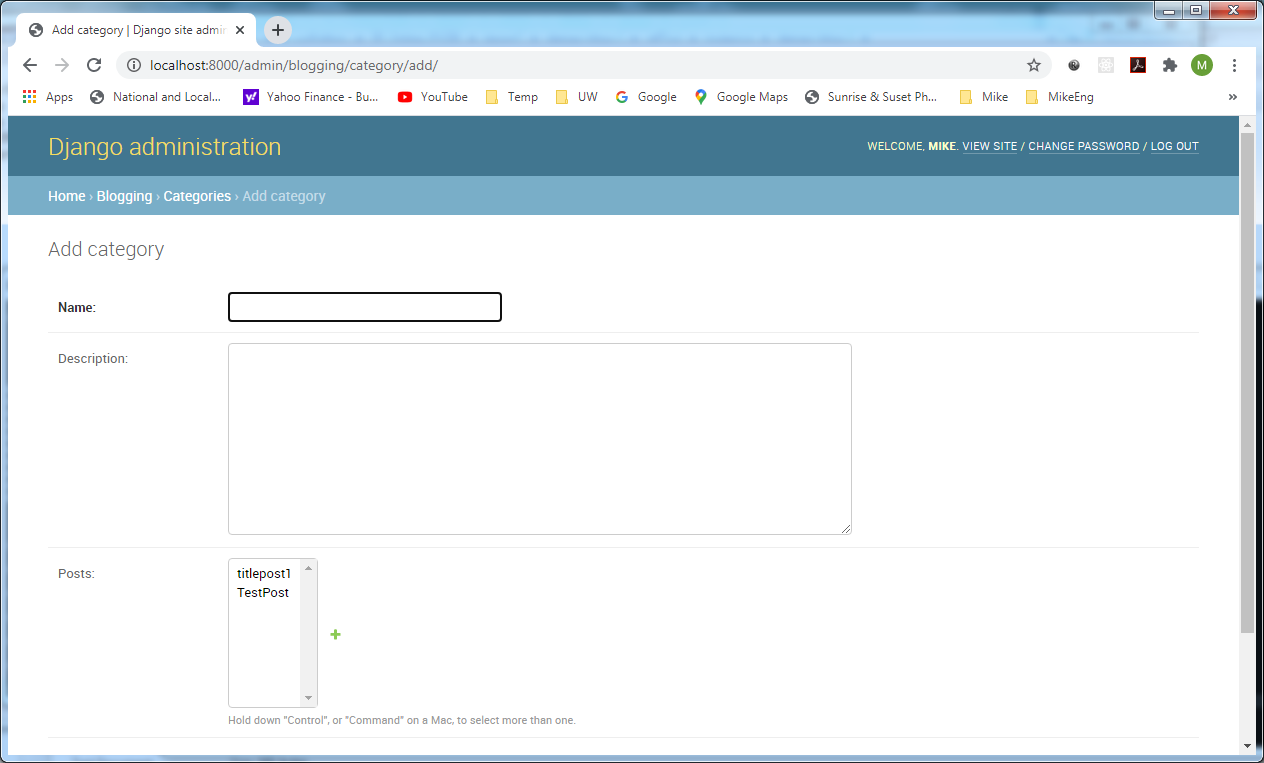 Add category | Django site admi
localhost:8000/admin/blogging/category/add/
M
Apps National and Local... Yahoo Finance - Bu... YouTube Temp UW Google Google Maps Sunrise & Suset Ph... Mike MikeEng »
Django administration
WELCOME, MIKE. VIEW SITE / CHANGE PASSWORD / LOG OUT
Home › Blogging › Categories › Add category
Add category
Name:
Description:
Posts:
titlepost1
TestPost
Hold down "Control", or "Command" on a Mac, to select more than one.